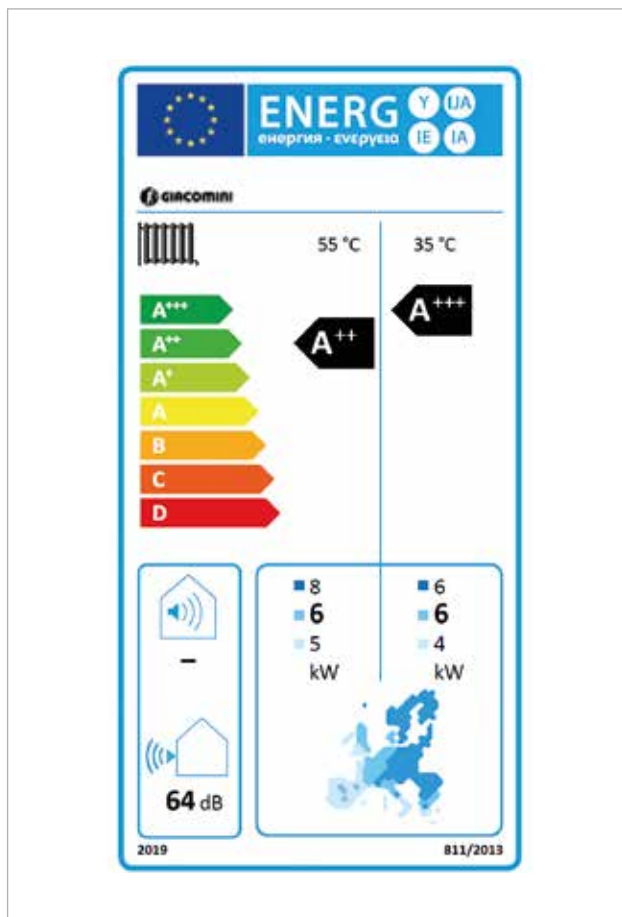 ENERG Y IJA
енергия · ενεργεια IE IA
GIACOMINI
55 °C 35 °C
A+++
A++
A+
A
B
C
D
A++
A+++
8 6
6 6
5 4
kW kW
–
64 dB
2019 811/2013